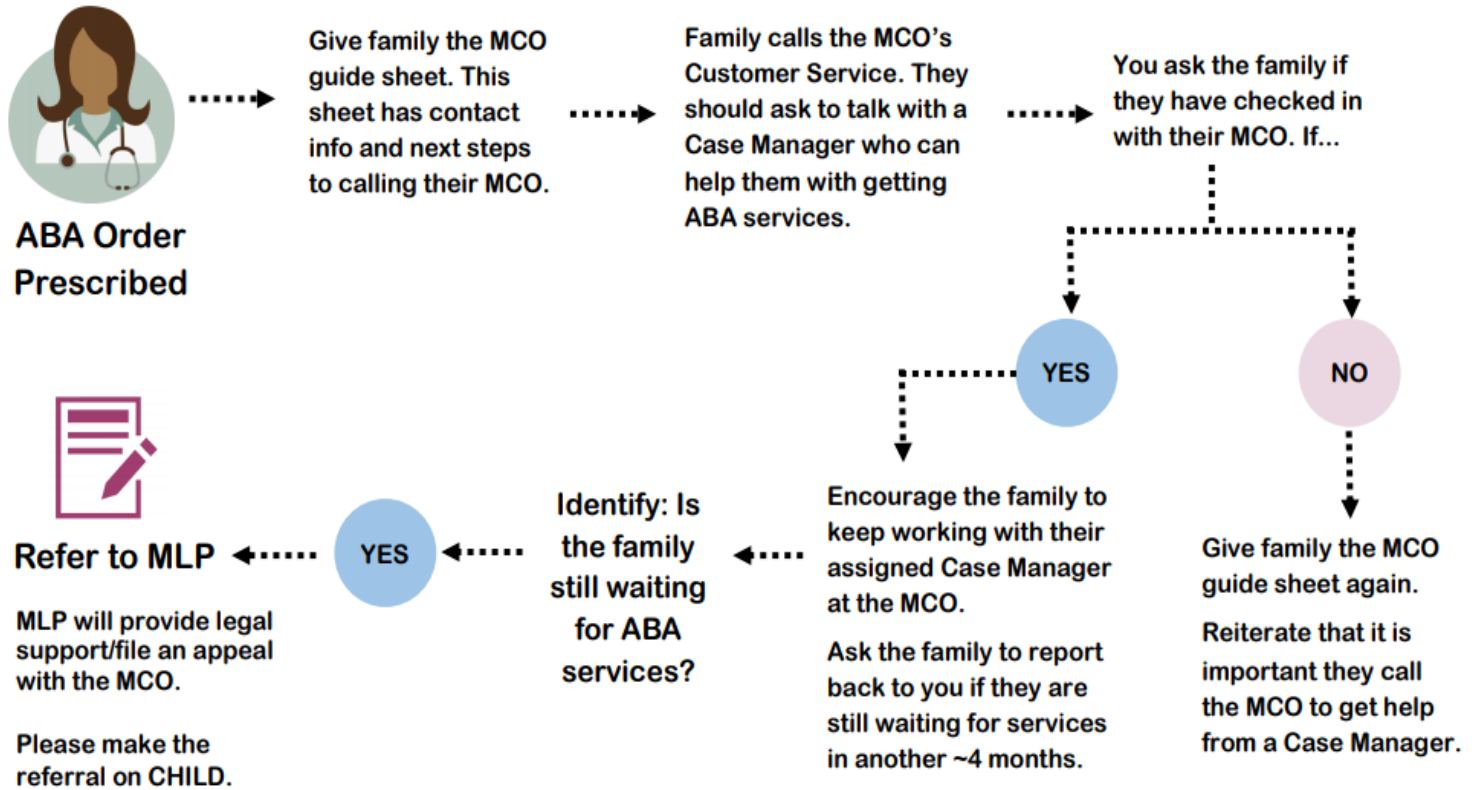 ABA Order
Prescribed
Give family the MCO
guide sheet. This
sheet has contact
info and next steps
to calling their MCO.
Family calls the MCO's
Customer Service. They
should ask to talk with a
Case Manager who can
help them with getting
ABA services.
You ask the family if
they have checked in
with their MCO. If...
YES
NO
Encourage the family to
keep working with their
assigned Case Manager
at the MCO.
Ask the family to report
back to you if they are
still waiting for services
in another ~4 months.
Give family the MCO
guide sheet again.
Reiterate that it is
important they call
the MCO to get help
from a Case Manager.
Identify: Is
the family
still waiting
for ABA
services?
YES
Refer to MLP
MLP will provide legal
support/file an appeal
with the MCO.
Please make the
referral on CHILD.